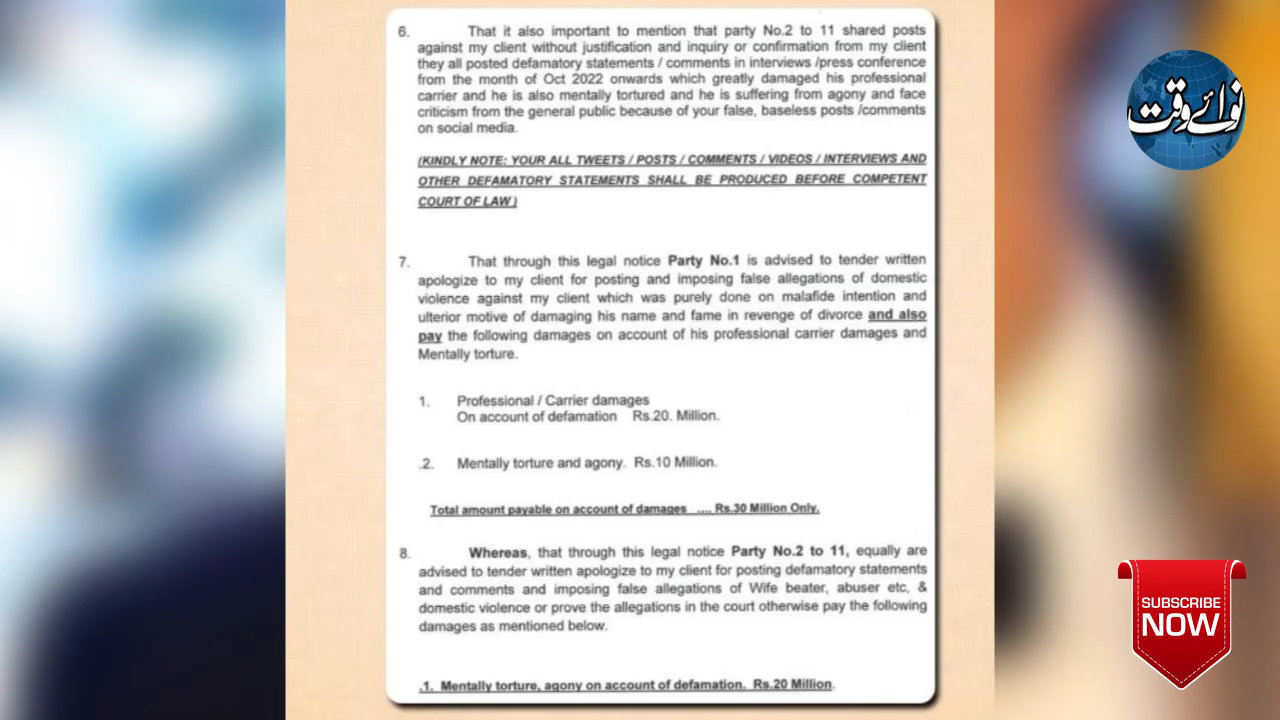 6. That it also important to mention that party No.2 to 11 shared posts
against my client without justification and inquiry or confirmation from my client
they all posted defamatory statements / comments in interviews /press conference
from the month of Oct 2022 onwards which greatly damaged his professional
carrier and he is also mentally tortured and he is suffering from agony and face
criticism from the general public because of your false, baseless posts /comments
on social media.
(KINDLY NOTE: YOUR ALL TWEETS / POSTS / COMMENTS / VIDEOS / INTERVIEWS AND
OTHER DEFAMATORY STATEMENTS SHALL BE PRODUCED BEFORE COMPETENT
COURT OF LAW )
7. That through this legal notice Party No.1 is advised to tender written
apologize to my client for posting and imposing false allegations of domestic
violence against my client which was purely done on malafide intention and
ulterior motive of damaging his name and fame in revenge of divorce and also
pay the following damages on account of his professional carrier damages and
Mentally torture.
1. Professional / Carrier damages
On account of defamation Rs.20. Million.
.2. Mentally torture and agony. Rs.10 Million.
Total amount payable on account of damages .... Rs.30 Million Only.
8. Whereas, that through this legal notice Party No.2 to 11, equally are
advised to tender written apologize to my client for posting defamatory statements
and comments and imposing false allegations of Wife beater, abuser etc, &
domestic violence or prove the allegations in the court otherwise pay the following
damages as mentioned below.
.1. Mentally torture, agony on account of defamation. Rs.20 Million.
نوائے وقت
SUBSCRIBE
NOW